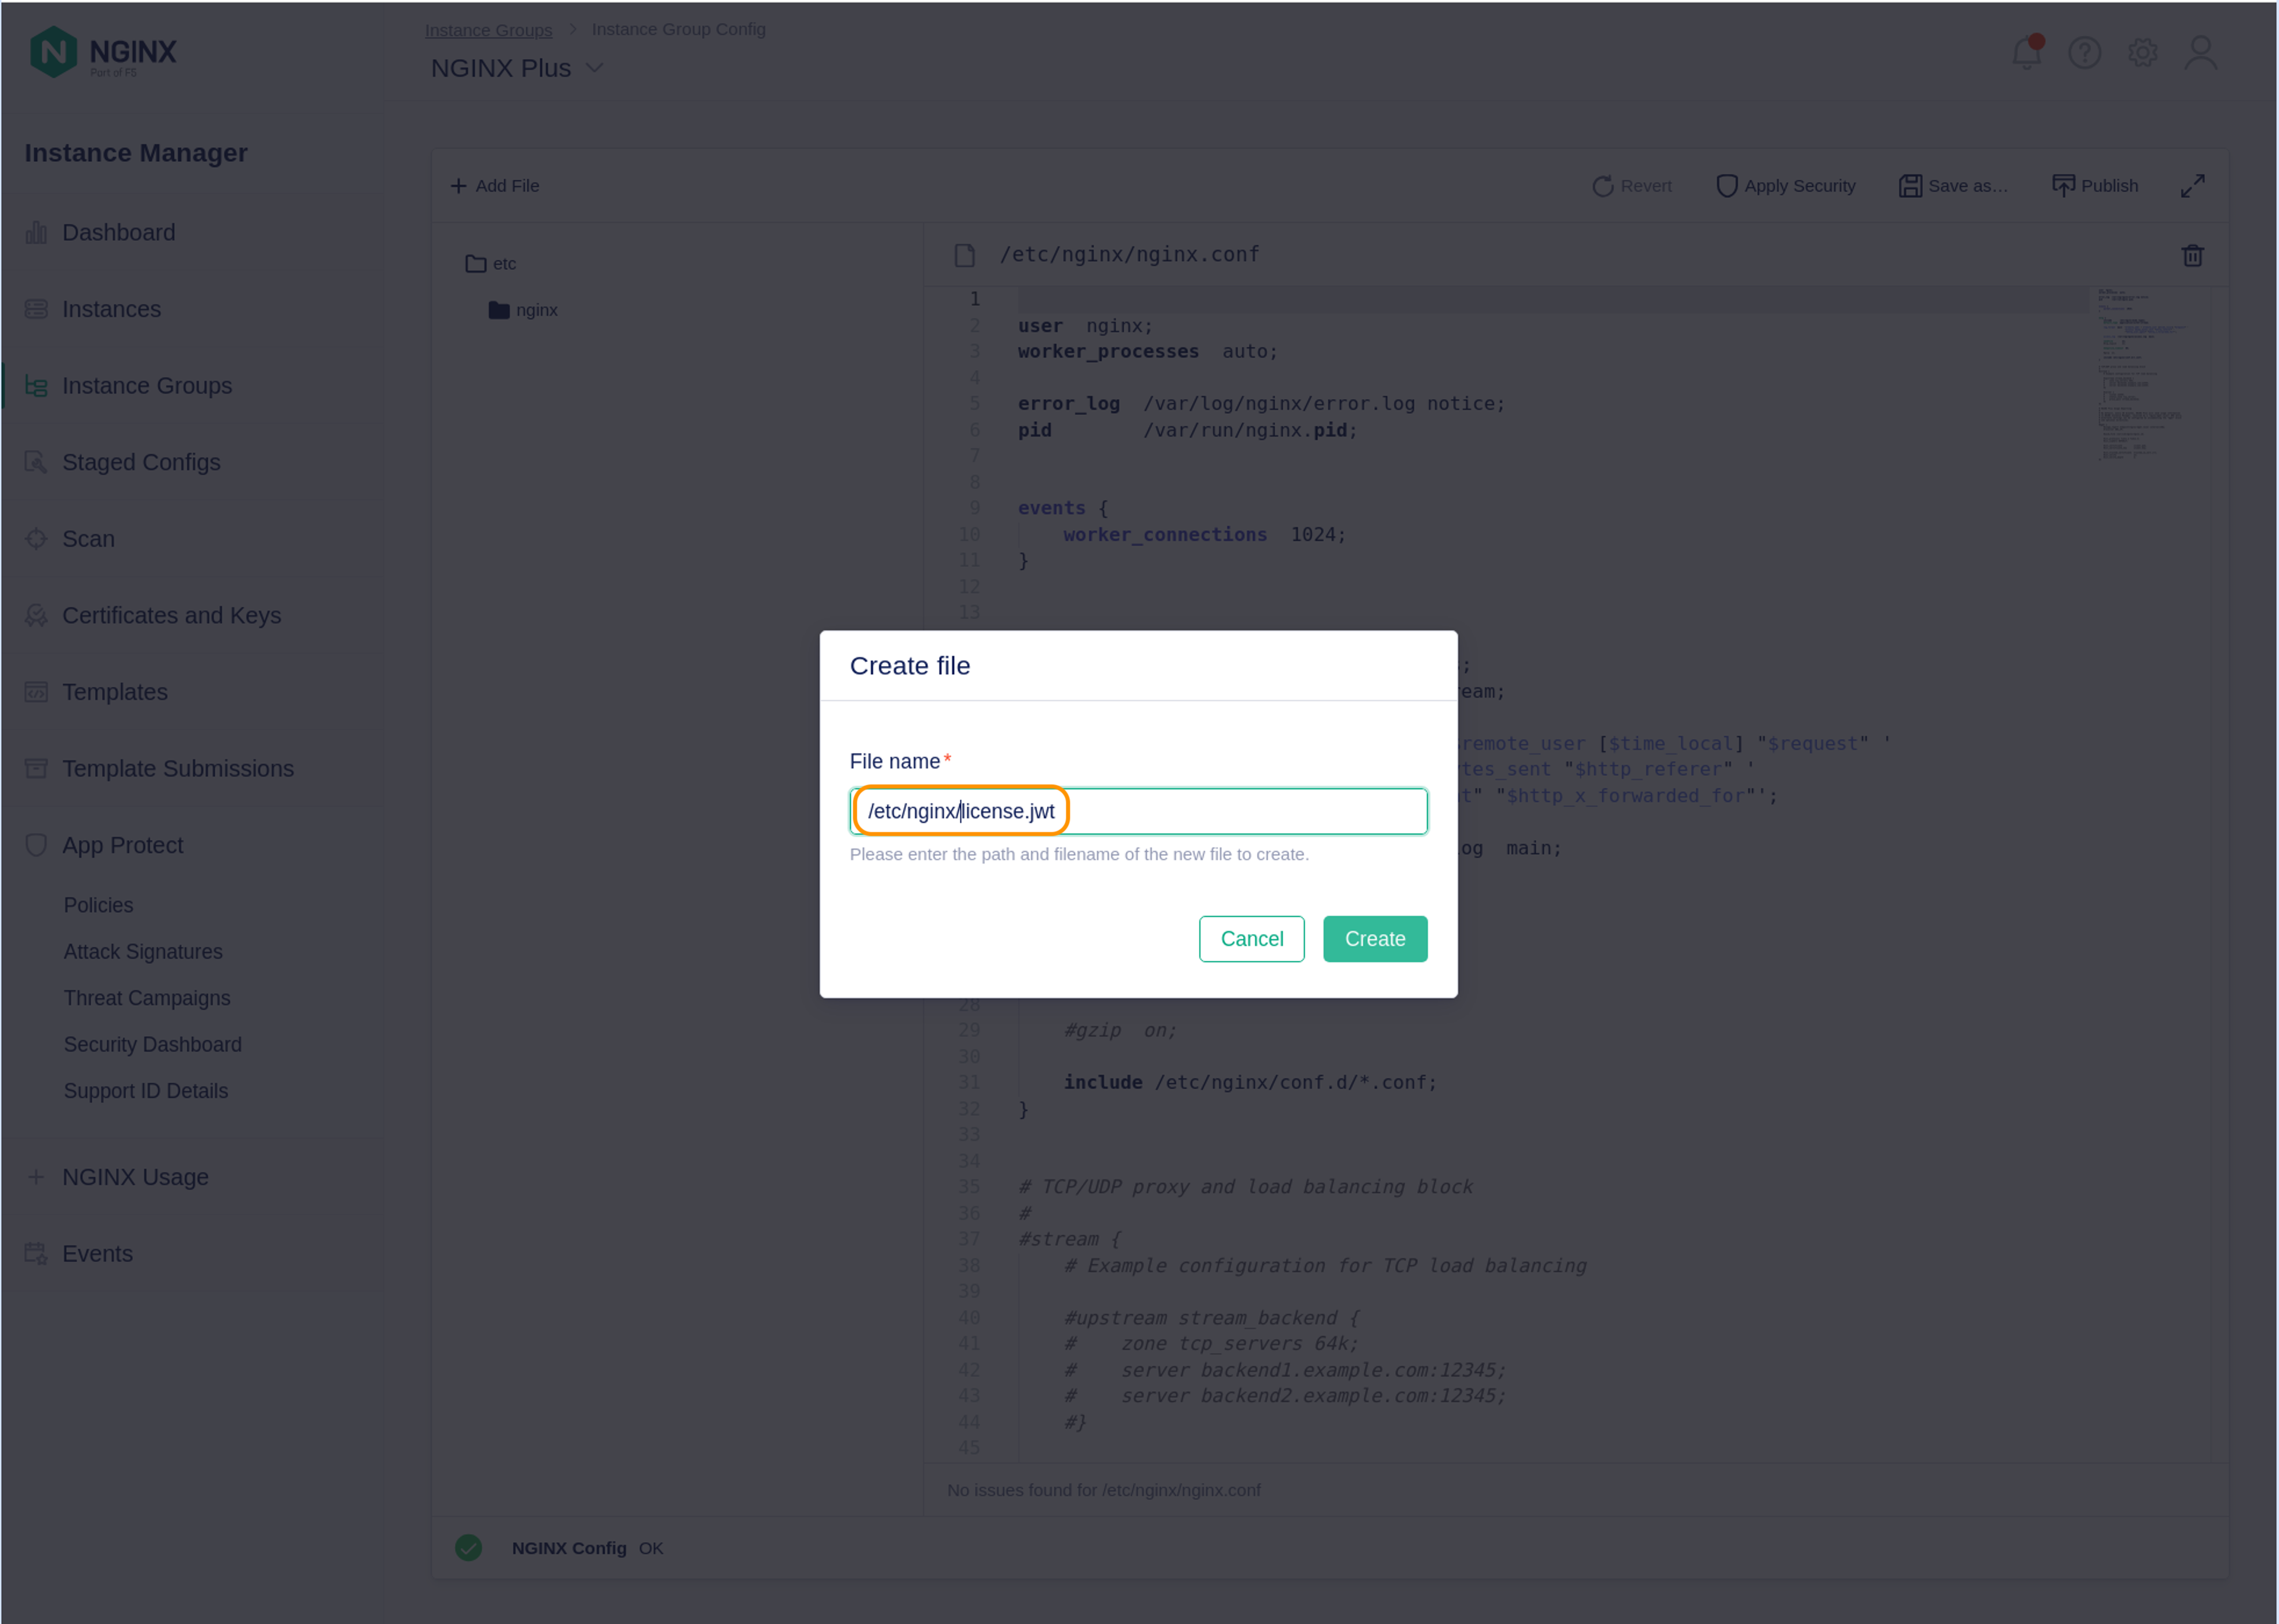 NGINX
Part of F5
Instance Groups > Instance Group Config
NGINX Plus
Instance Manager
Dashboard
Instances
Instance Groups
Staged Configs
Scan
Certificates and Keys
Templates
Template Submissions
App Protect
Policies
Attack Signatures
Threat Campaigns
Security Dashboard
Support ID Details
NGINX Usage
Events
+ Add File
Revert
Apply Security
Save as...
Publish
etc
nginx
/etc/nginx/nginx.conf
1
2 user  nginx;
3 worker_processes  auto;
4
5 error_log  /var/log/nginx/error.log notice;
6 pid        /var/run/nginx.pid;
7
8
9 events {
10     worker_connections  1024;
11 }
12
13
;
ream;
remote_user [$time_local] "$request" '
tes_sent "$http_referer" '
t" "$http_x_forwarded_for"';
og  main;
Create file
File name*
/etc/nginx/license.jwt
Please enter the path and filename of the new file to create.
Cancel
Create
28
29     #gzip  on;
30
31     include /etc/nginx/conf.d/*.conf;
32 }
33
34
35 # TCP/UDP proxy and load balancing block
36 #
37 #stream {
38     # Example configuration for TCP load balancing
39
40     #upstream stream_backend {
41     #    zone tcp_servers 64k;
42     #    server backend1.example.com:12345;
43     #    server backend2.example.com:12345;
44     #}
45
No issues found for /etc/nginx/nginx.conf
NGINX Config OK